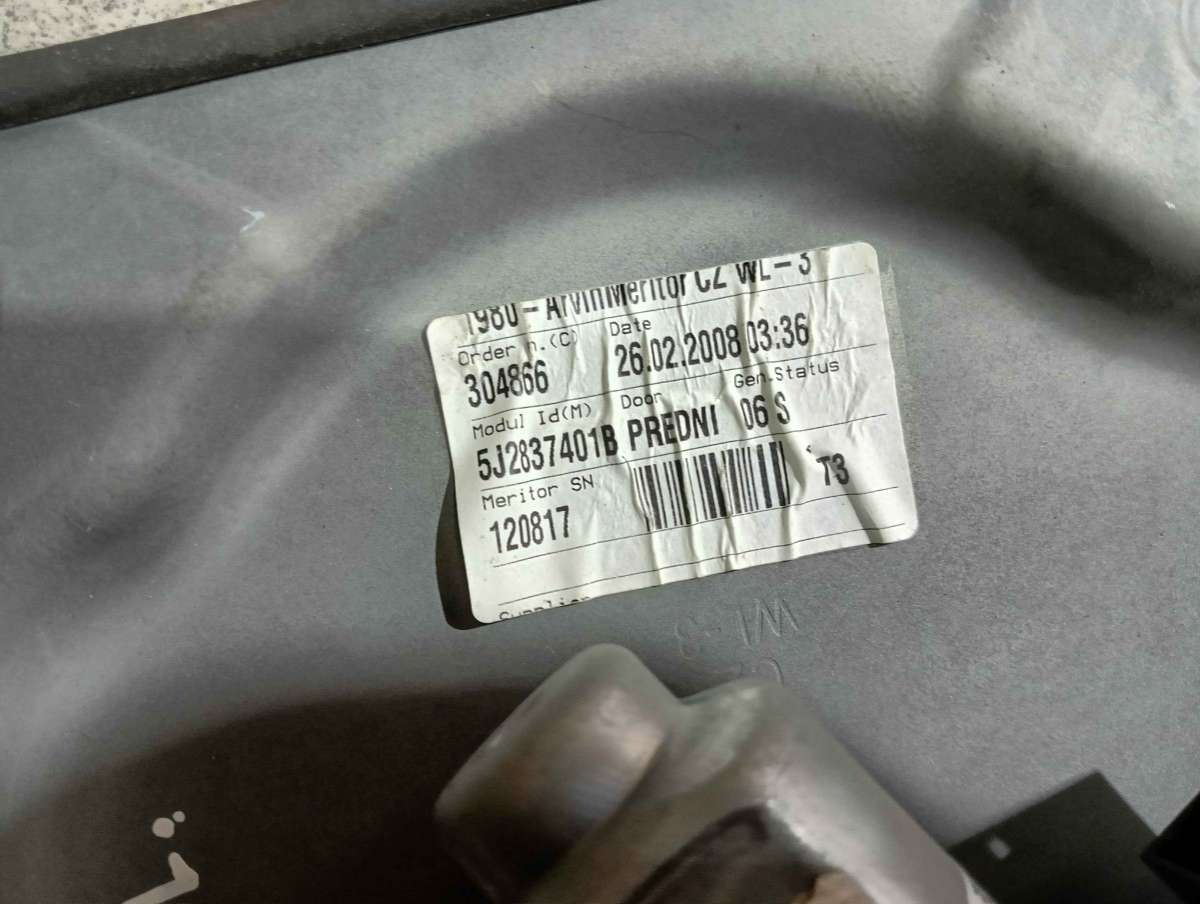 1980 - ArvinMeritor CZ WL - 3
Order n.(C) Date
304866 26.02.2008 03:36
Modul Id(M) Door Gen.Status
5J2837401B PREDNI 06 S
Meritor SN
120817 T3
Supplier